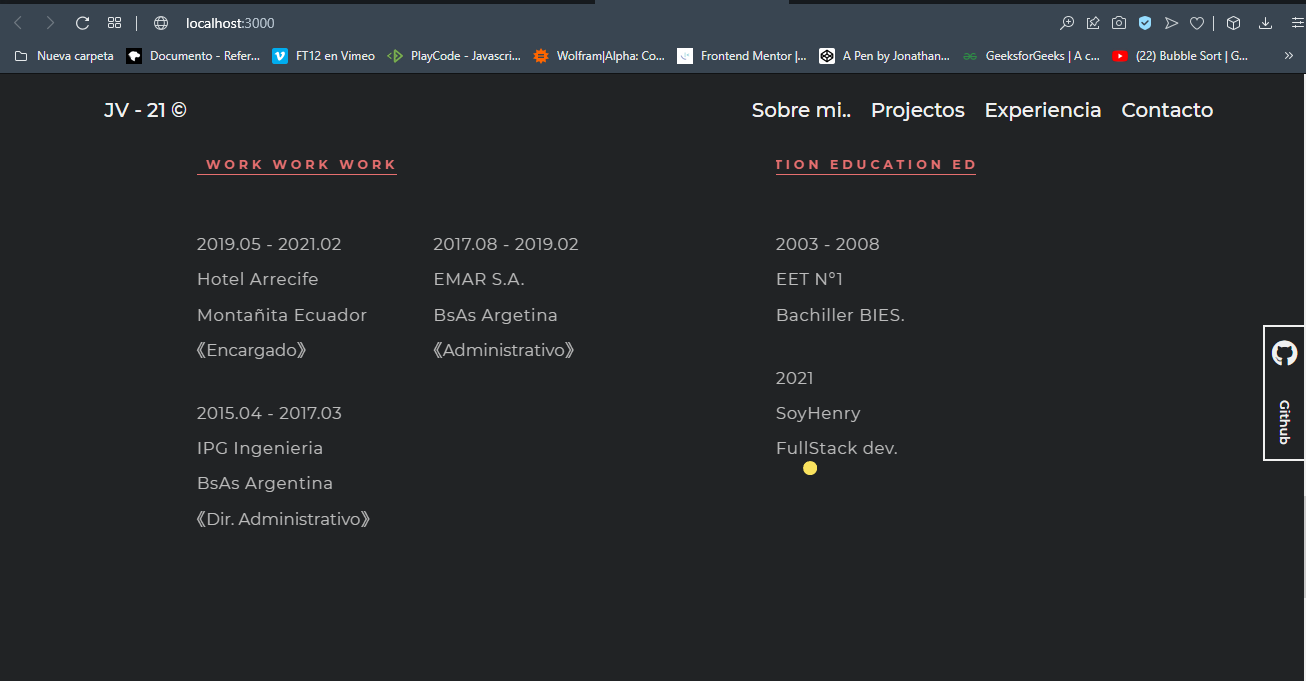 localhost:3000
Nueva carpeta
Documento - Refer...
FT12 en Vimeo
PlayCode - Javascri...
Wolfram|Alpha: Co...
Frontend Mentor |...
A Pen by Jonathan...
GeeksforGeeks | A c...
(22) Bubble Sort | G...
JV - 21 ©
Sobre mi..
Projectos
Experiencia
Contacto
WORK WORK WORK
2019.05 - 2021.02
Hotel Arrecife
Montañita Ecuador
《Encargado》
2017.08 - 2019.02
EMAR S.A.
BsAs Argetina
《Administrativo》
2015.04 - 2017.03
IPG Ingenieria
BsAs Argentina
《Dir. Administrativo》
TION EDUCATION ED
2003 - 2008
EET N°1
Bachiller BIES.
2021
SoyHenry
FullStack dev.
Github